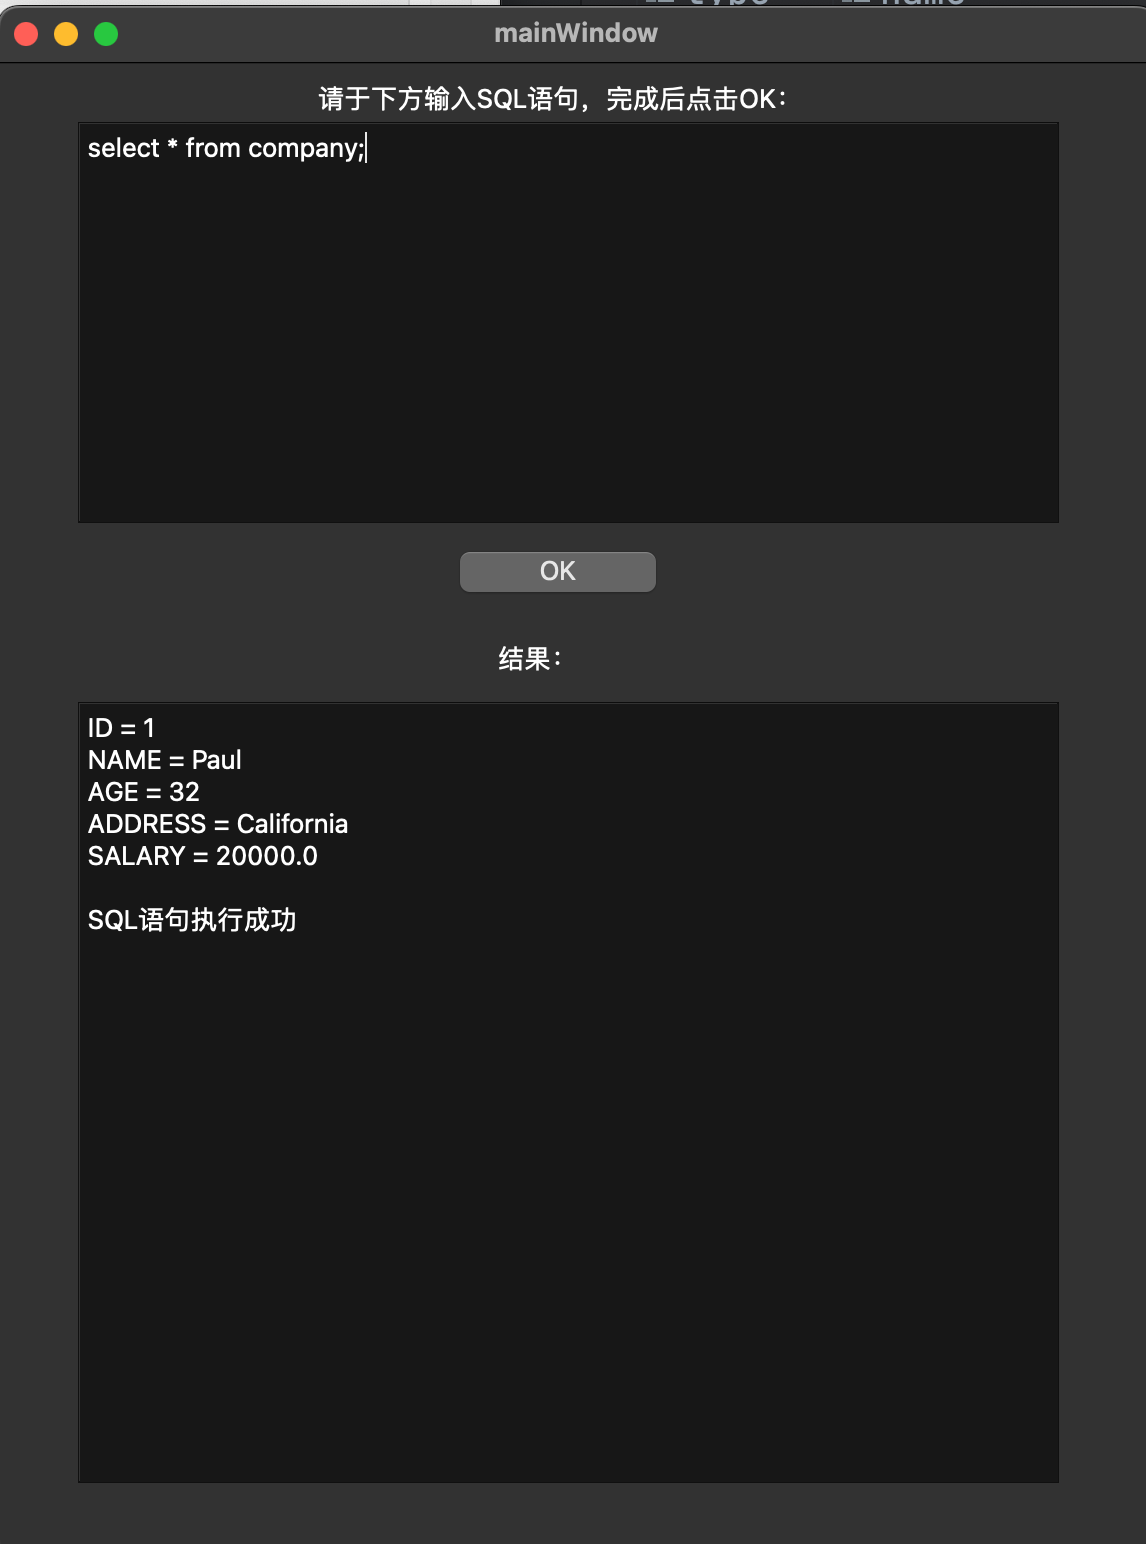 mainWindow
请于下方输入SQL语句，完成后点击OK：
select * from company;
OK
结果：
ID = 1
NAME = Paul
AGE = 32
ADDRESS = California
SALARY = 20000.0
SQL语句执行成功